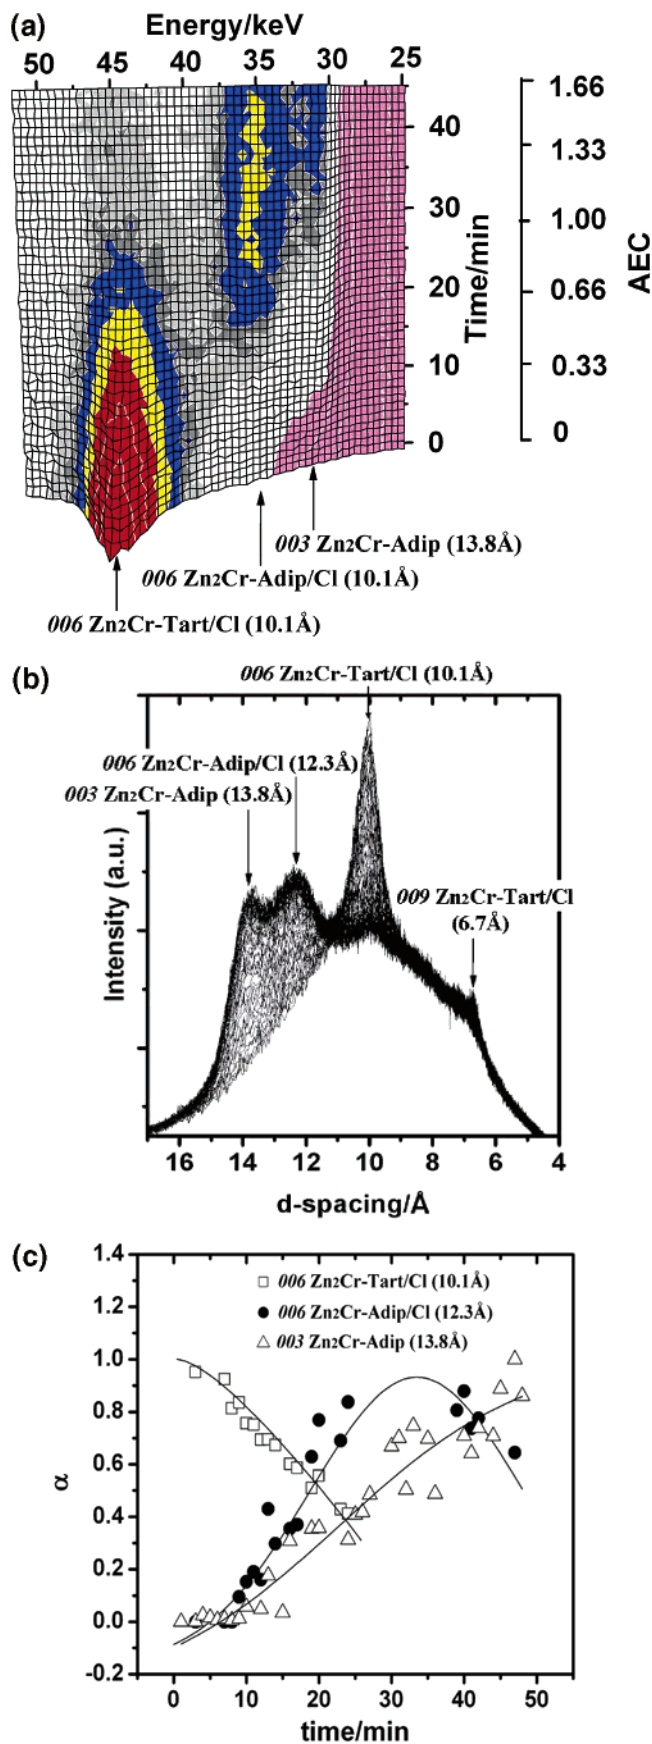 (a)
Energy/keV
50 45 40 35 30 25
40
30
20
10
0
Time/min
1.66
1.33
1.00
0.66
0.33
0
AEC
003 Zn2Cr-Adip (13.8Å)
006 Zn2Cr-Adip/Cl (10.1Å)
006 Zn2Cr-Tart/Cl (10.1Å)
(b)
006 Zn2Cr-Tart/Cl (10.1Å)
006 Zn2Cr-Adip/Cl (12.3Å)
003 Zn2Cr-Adip (13.8Å)
009 Zn2Cr-Tart/Cl
(6.7Å)
Intensity (a.u.)
16 14 12 10 8 6 4
d-spacing/Å
(c)
1.4
1.2
1.0
0.8
0.6
0.4
0.2
0.0
-0.2
α
006 Zn2Cr-Tart/Cl (10.1Å)
006 Zn2Cr-Adip/Cl (12.3Å)
003 Zn2Cr-Adip (13.8Å)
0 10 20 30 40 50
time/min